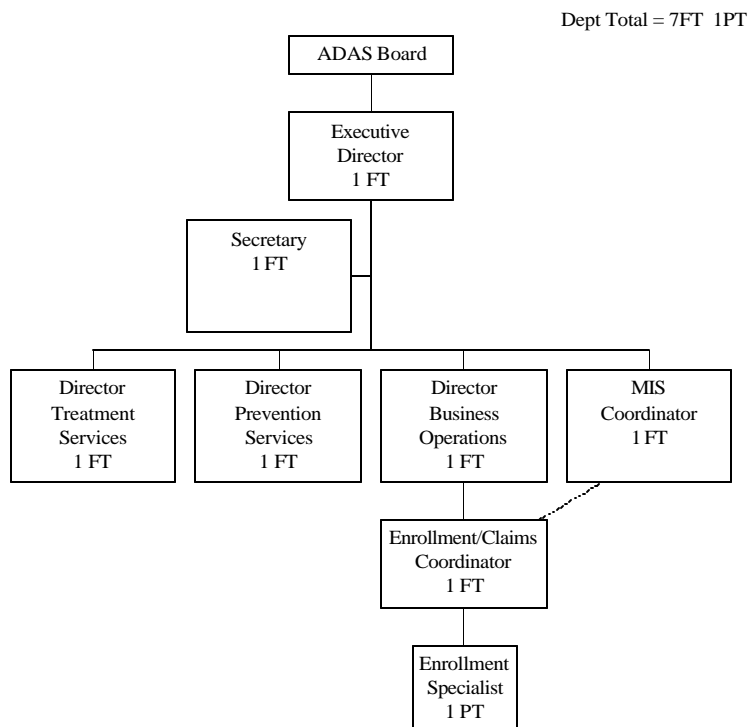 Dept Total = 7FT 1PT
ADAS Board
Executive
Director
1 FT
Secretary
1 FT
Director
Treatment
Services
1 FT
Director
Prevention
Services
1 FT
Director
Business
Operations
1 FT
MIS
Coordinator
1 FT
Enrollment/Claims
Coordinator
1 FT
Enrollment
Specialist
1 PT